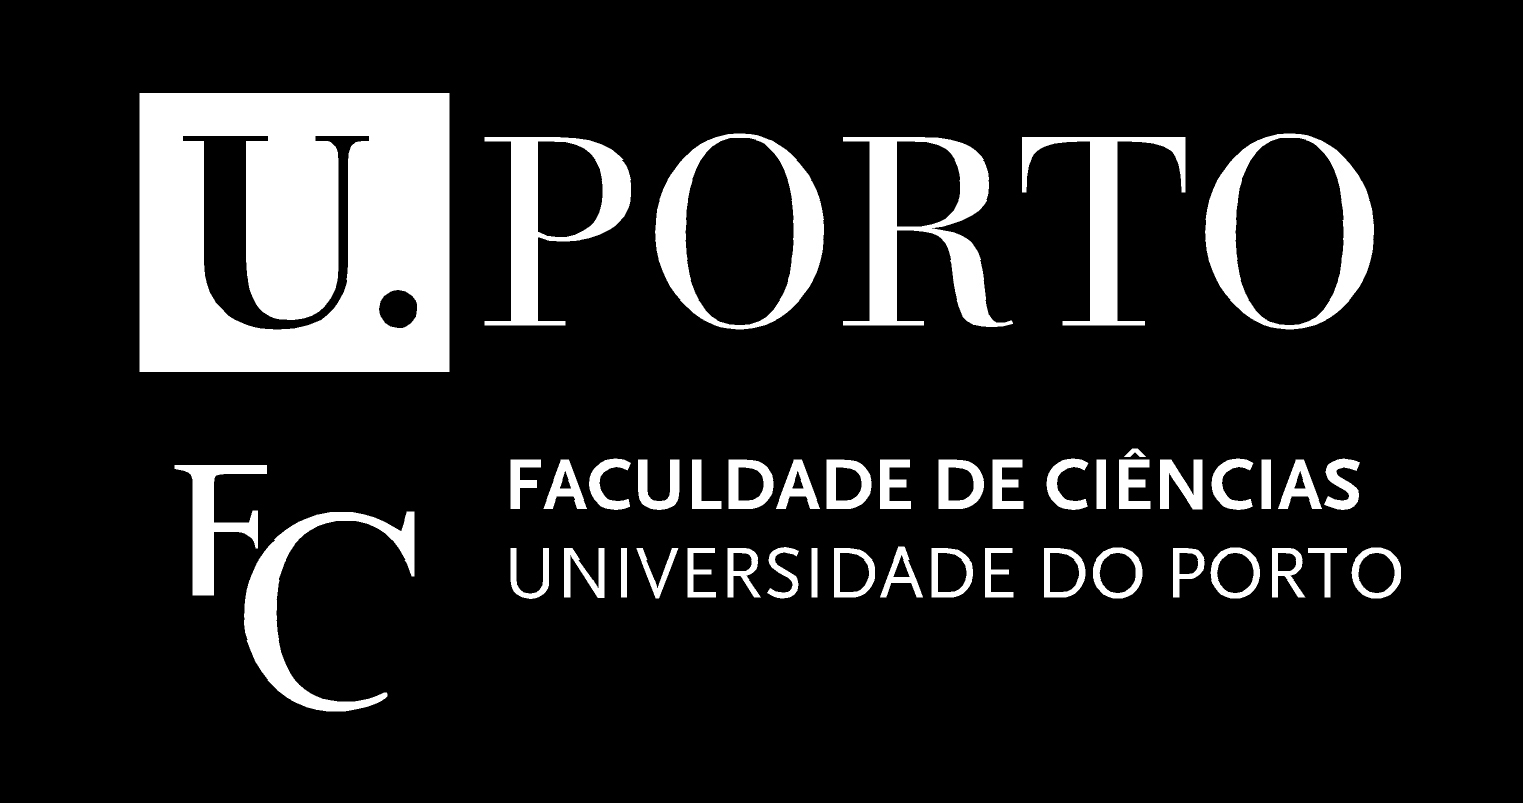 U. PORTO
FC
FACULDADE DE CIÊNCIAS
UNIVERSIDADE DO PORTO